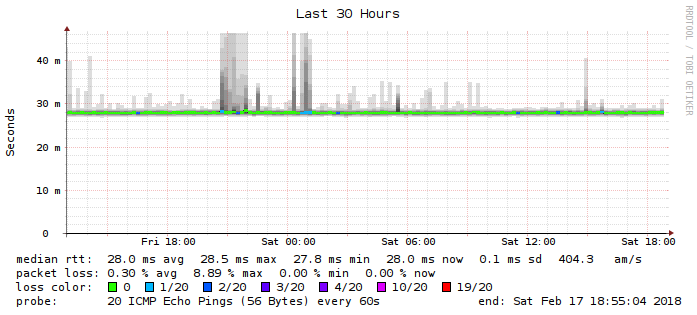 Last 30 Hours
RRDTOOL / TOBI OETIKER
Seconds
40 m
30 m
20 m
10 m
0
Fri 18:00 Sat 00:00 Sat 06:00 Sat 12:00 Sat 18:00
median rtt: 28.0 ms avg 28.5 ms max 27.8 ms min 28.0 ms now 0.1 ms sd 404.3 am/s
packet loss: 0.30 % avg 8.89 % max 0.00 % min 0.00 % now
loss color: 0 1/20 2/20 3/20 4/20 10/20 19/20
probe: 20 ICMP Echo Pings (56 Bytes) every 60s end: Sat Feb 17 18:55:04 2018